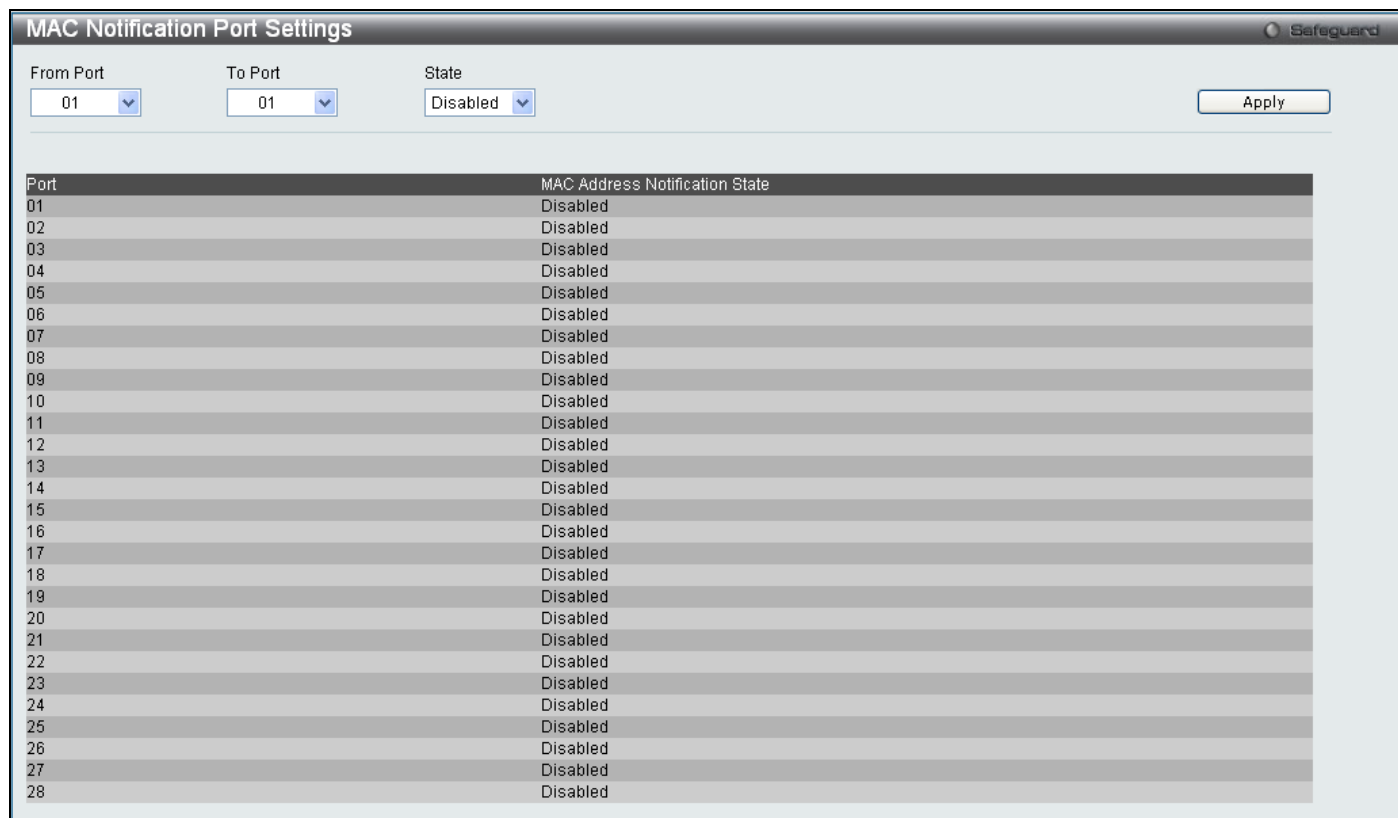 MAC Notification Port Settings
Safeguard
From Port To Port State
01 01 Disabled Apply
Port MAC Address Notification State
01 Disabled
02 Disabled
03 Disabled
04 Disabled
05 Disabled
06 Disabled
07 Disabled
08 Disabled
09 Disabled
10 Disabled
11 Disabled
12 Disabled
13 Disabled
14 Disabled
15 Disabled
16 Disabled
17 Disabled
18 Disabled
19 Disabled
20 Disabled
21 Disabled
22 Disabled
23 Disabled
24 Disabled
25 Disabled
26 Disabled
27 Disabled
28 Disabled